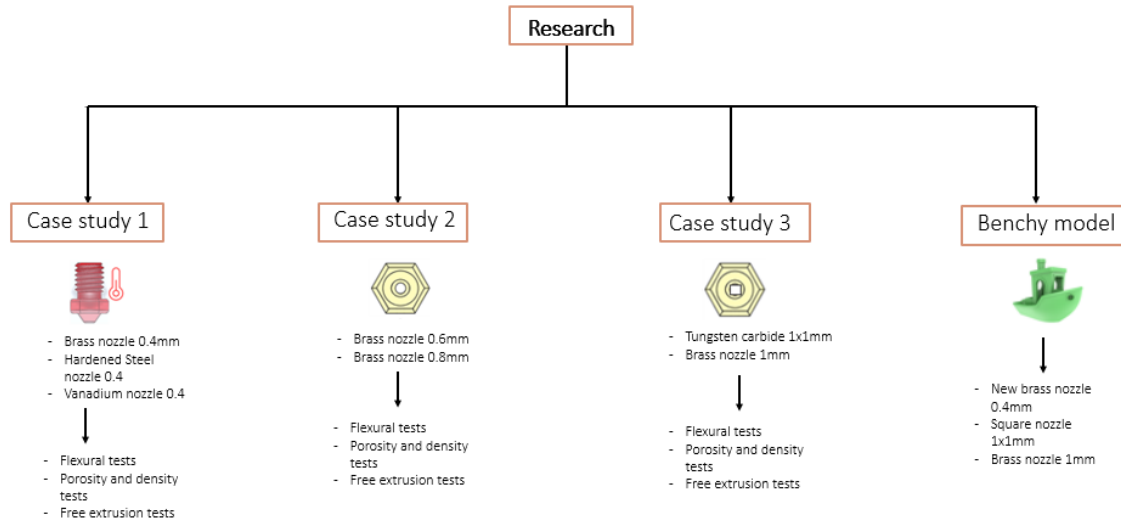 Research
Case study 1
Case study 2
Case study 3
Benchy model
- Brass nozzle 0.4mm
- Hardened Steel
nozzle 0.4
- Vanadium nozzle 0.4
- Flexural tests
- Porosity and density
tests
- Free extrusion tests
- Brass nozzle 0.6mm
- Brass nozzle 0.8mm
- Flexural tests
- Porosity and density
tests
- Free extrusion tests
- Tungsten carbide 1x1mm
- Brass nozzle 1mm
- Flexural tests
- Porosity and density
tests
- Free extrusion tests
- New brass nozzle
0.4mm
- Square nozzle
1x1mm
- Brass nozzle 1mm